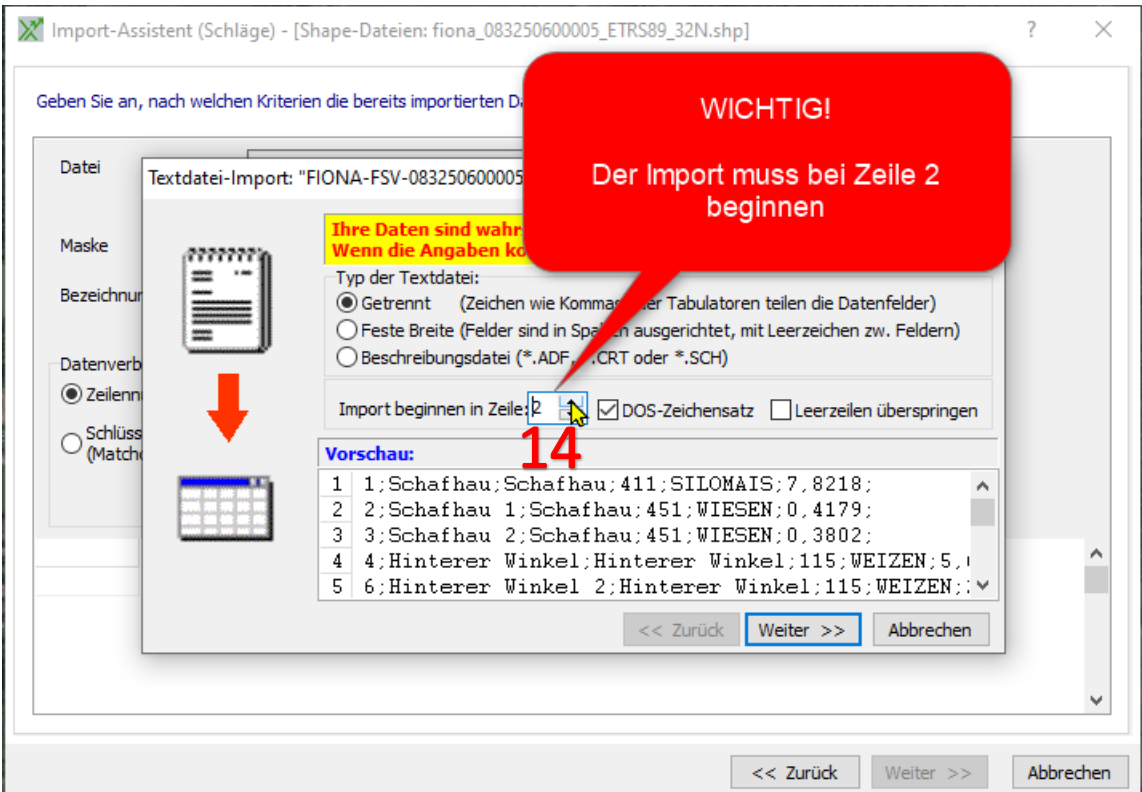 Import-Assistent (Schläge) - [Shape-Dateien: fiona_083250600005_ETRS89_32N.shp]
Geben Sie an, nach welchen Kriterien die bereits importierten
WICHTIG!
Der Import muss bei Zeile 2
beginnen
Datei
Textdatei-Import: "FIONA-FSV-083250600005
Ihre Daten sind
Wenn die Angaben
Maske
Typ der Textdatei:
Bezeichnun
Getrennt (Zeichen wie Kommas der Tabulatoren teilen die Datenfelder)
Feste Breite (Felder sind in Spalten ausgerichtet, mit Leerzeichen zw. Feldern)
Beschreibungsdatei (*.ADF, *.CRT oder *.SCH)
Datenverb
Zeilenn
Import beginnen in Zeile: 2 DOS-Zeichensatz Leerzeilen überspringen
Schlüss
(Matchc
14
Vorschau:
1 1;Schafhau;Schafhau;411;SILOMAIS;7,8218;
2 2;Schafhau 1;Schafhau;451;WIESEN;0,4179;
3 3;Schafhau 2;Schafhau;451;WIESEN;0,3802;
4 4;Hinterer Winkel;Hinterer Winkel;115;WEIZEN;5,
5 6;Hinterer Winkel 2;Hinterer Winkel;115;WEIZEN;
<< Zurück Weiter >> Abbrechen
<< Zurück Weiter >> Abbrechen